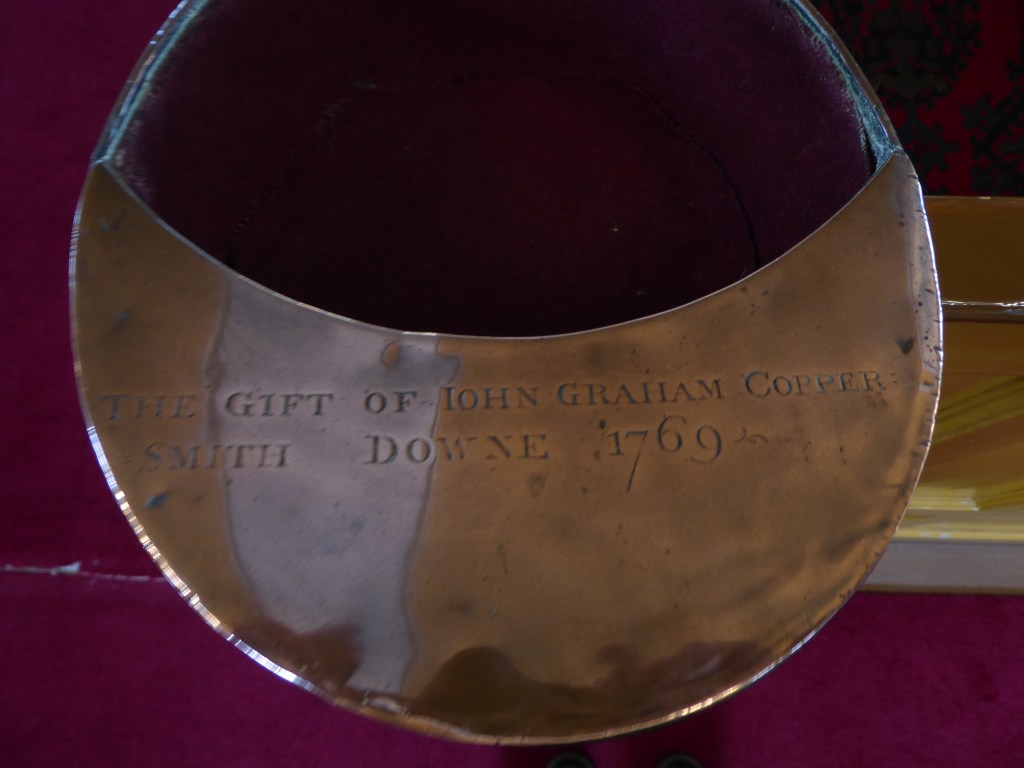 THE GIFT OF IOHN GRAHAM COPPER=
SMITH DOWNE 1769